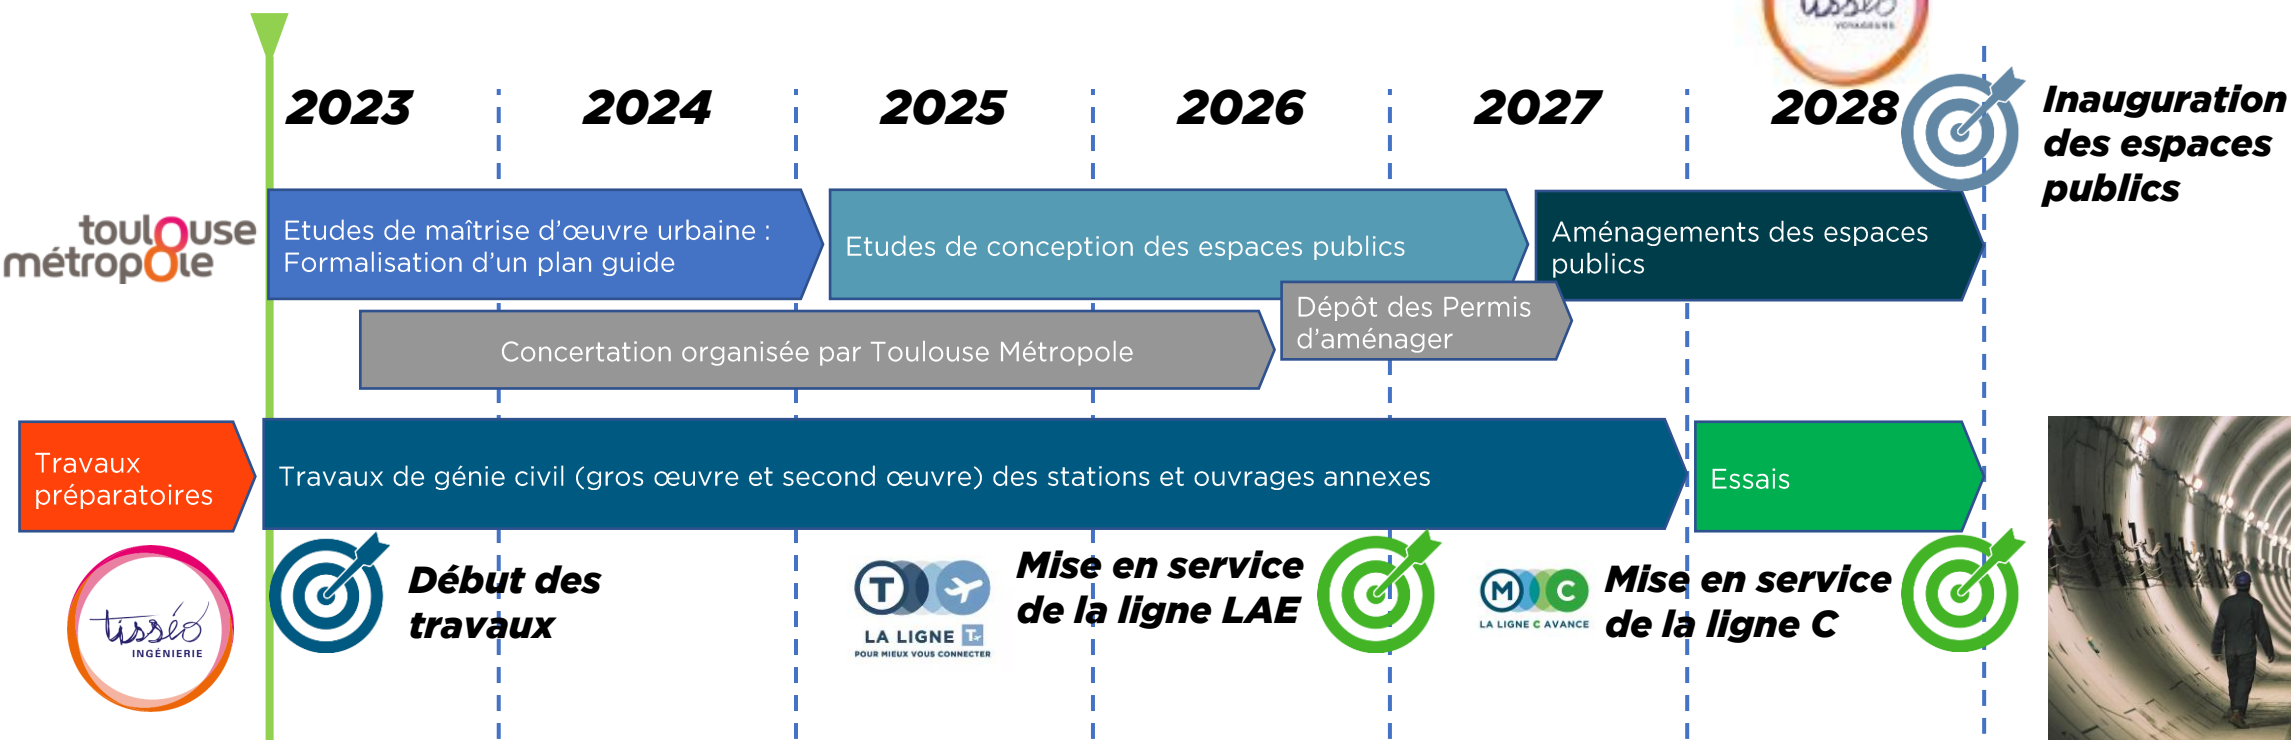 tisséo
VOYAGEURS
2023
2024
2025
2026
2027
2028
Inauguration
des espaces
publics
toulouse
métropole
Etudes de maîtrise d’œuvre urbaine :
Formalisation d’un plan guide
Etudes de conception des espaces publics
Aménagements des espaces
publics
Dépôt des Permis
d’aménager
Concertation organisée par Toulouse Métropole
Travaux
préparatoires
Travaux de génie civil (gros œuvre et second œuvre) des stations et ouvrages annexes
Essais
tisséo
INGÉNIERIE
Début des
travaux
T
LA LIGNE T
POUR MIEUX VOUS CONNECTER
Mise en service
de la ligne LAE
M C
LA LIGNE C AVANCE
Mise en service
de la ligne C